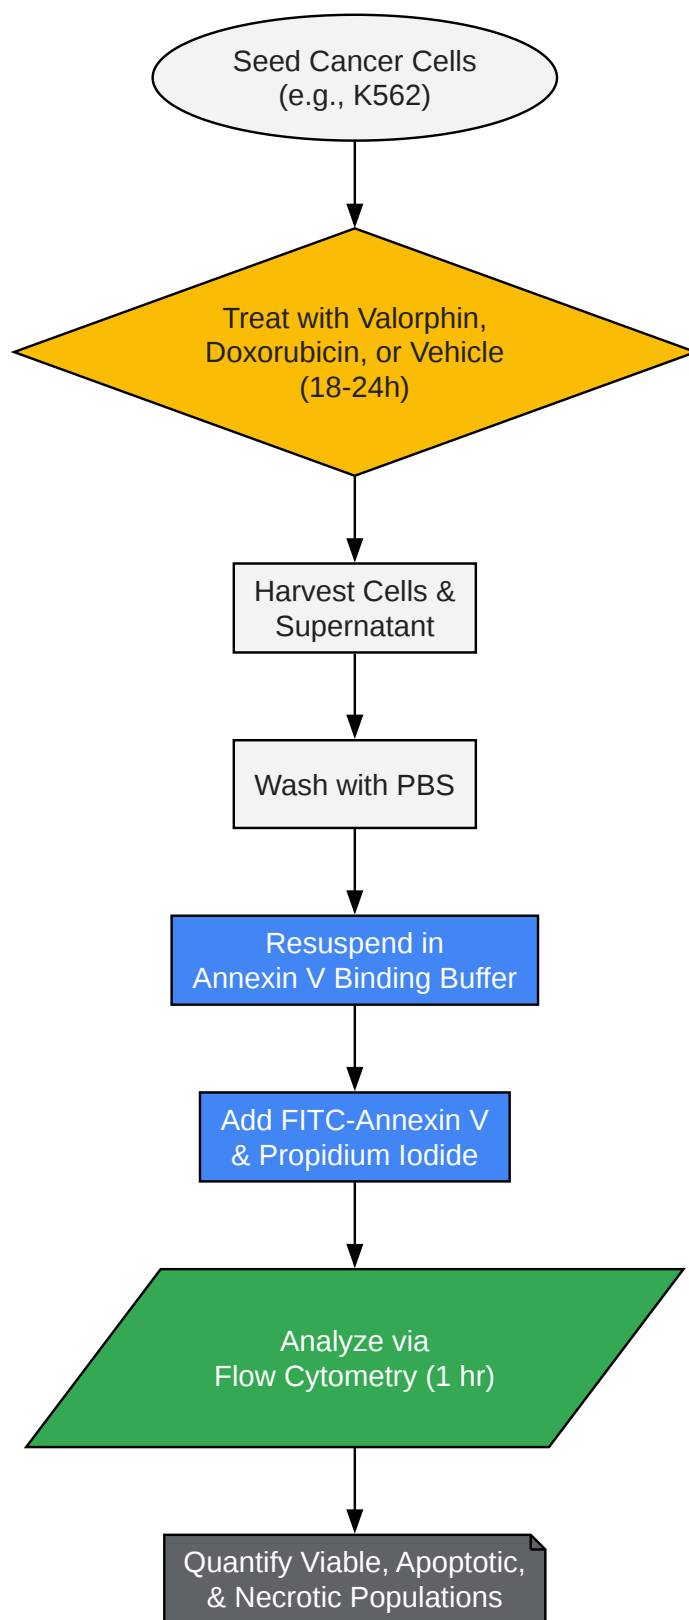 Seed Cancer Cells
(e.g., K562)
Treat with Valorphin,
Doxorubicin, or Vehicle
(18-24h)
Harvest Cells &
Supernatant
Wash with PBS
Resuspend in
Annexin V Binding Buffer
Add FITC-Annexin V
& Propidium Iodide
Analyze via
Flow Cytometry (1 hr)
Quantify Viable, Apoptotic,
& Necrotic Populations